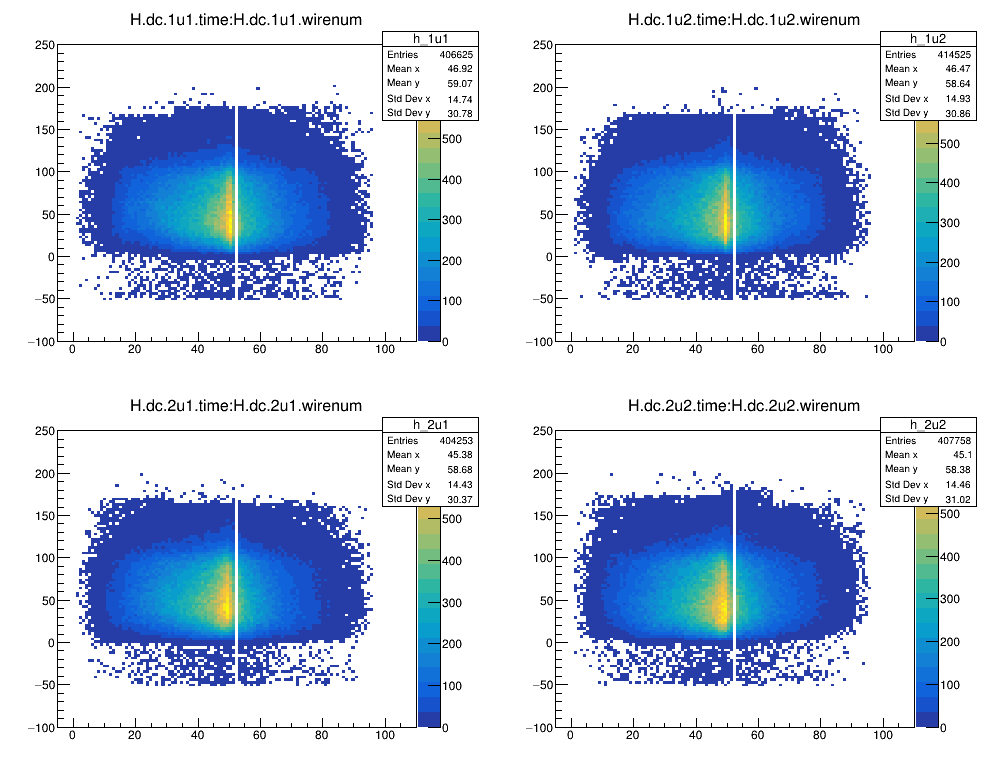 H.dc.1u1.time:H.dc.1u1.wirenum
h_1u1
Entries 406625
Mean x 46.92
Mean y 59.07
Std Dev x 14.74
Std Dev y 30.78
250
200
150
100
50
0
−50
−100
0 20 40 60 80 100
500
400
300
200
100
0
H.dc.1u2.time:H.dc.1u2.wirenum
h_1u2
Entries 414525
Mean x 46.47
Mean y 58.64
Std Dev x 14.93
Std Dev y 30.86
250
200
150
100
50
0
−50
−100
0 20 40 60 80 100
500
400
300
200
100
0
H.dc.2u1.time:H.dc.2u1.wirenum
h_2u1
Entries 404253
Mean x 45.38
Mean y 58.68
Std Dev x 14.43
Std Dev y 30.37
250
200
150
100
50
0
−50
−100
0 20 40 60 80 100
500
400
300
200
100
0
H.dc.2u2.time:H.dc.2u2.wirenum
h_2u2
Entries 407758
Mean x 45.1
Mean y 58.38
Std Dev x 14.46
Std Dev y 31.02
250
200
150
100
50
0
−50
−100
0 20 40 60 80 100
500
400
300
200
100
0